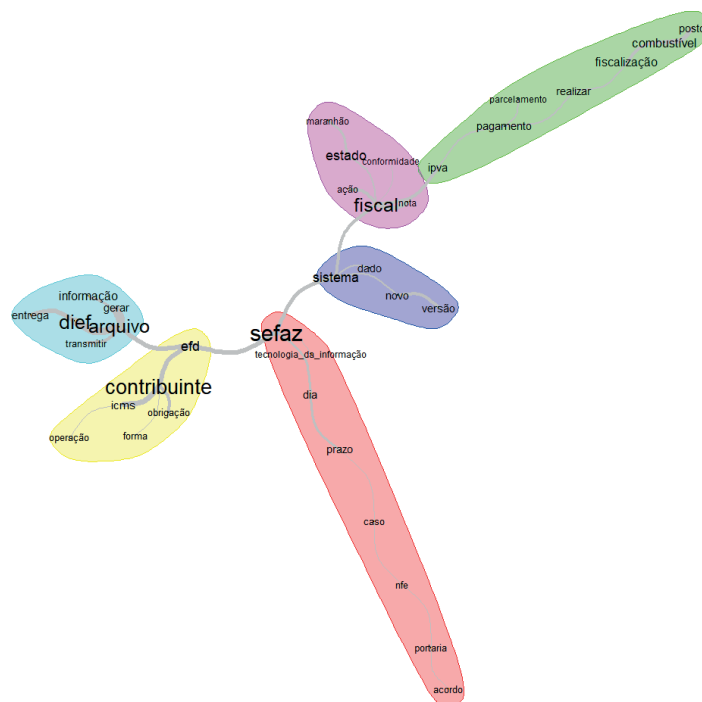 posto
combustível
fiscalização
realizar
parcelamento
pagamento
maranhão
estado
conformidade
ipva
ação
fiscal
nota
sistema
dado
novo
versão
informação
gerar
entrega
dief
arquivo
transmitir
efd
sefaz
tecnologia_da_informação
contribuinte
dia
icms
obrigação
operação
forma
prazo
caso
nfe
portaria
acordo